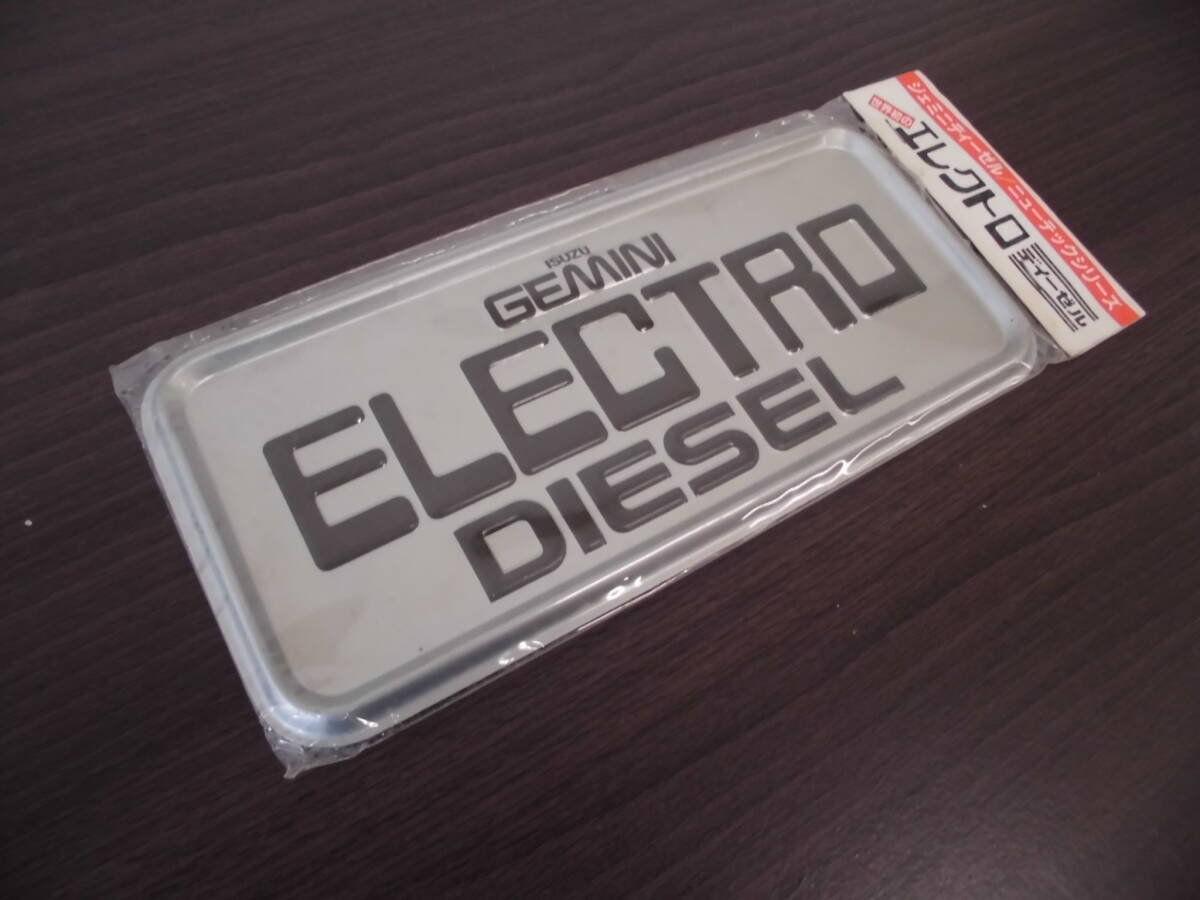 ISUZU
GEMINI
ELECTRO
DIESEL
ジェミニディーゼル/ニューテックシリーズ
世界初の
エレクトロ
ディーゼル